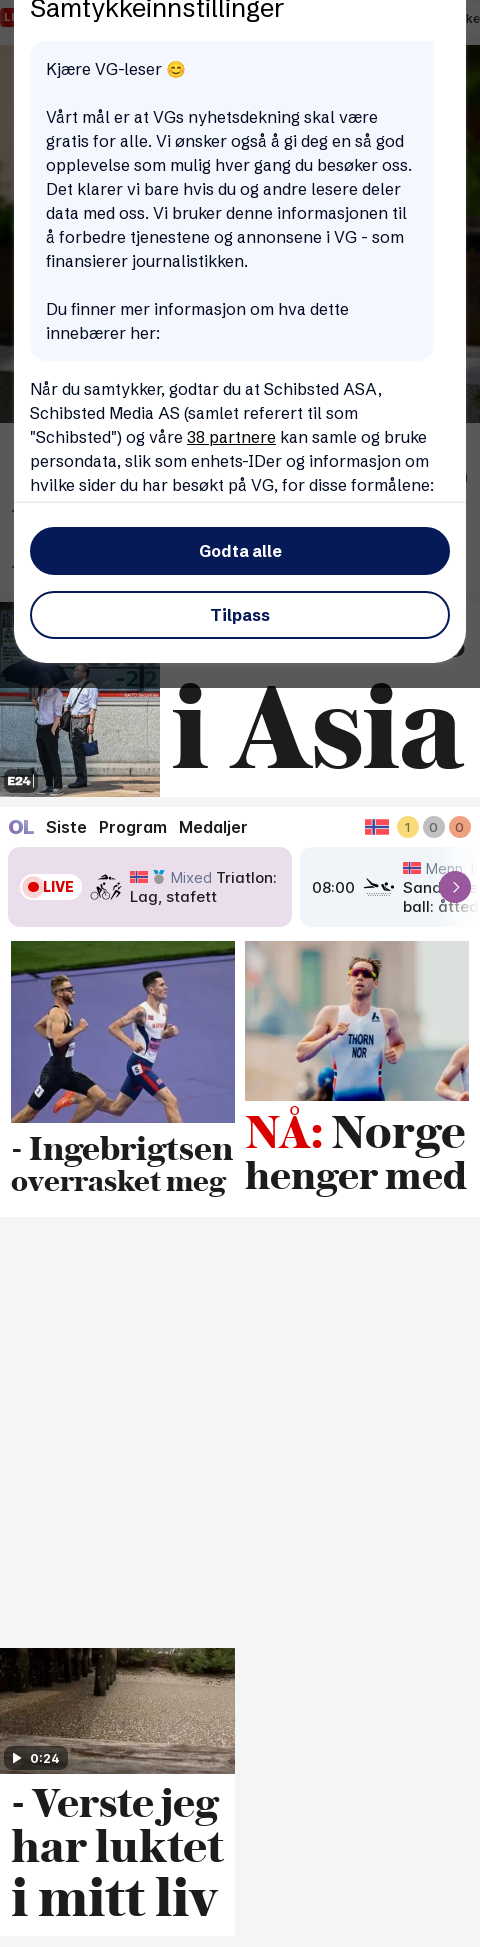 Samtykkeinnstillinger
Kjære VG-leser 😊
Vårt mål er at VGs nyhetsdekning skal være
gratis for alle. Vi ønsker også å gi deg en så god
opplevelse som mulig hver gang du besøker oss.
Det klarer vi bare hvis du og andre lesere deler
data med oss. Vi bruker denne informasjonen til
å forbedre tjenestene og annonsene i VG - som
finansierer journalistikken.
Du finner mer informasjon om hva dette
innebærer her:
Når du samtykker, godtar du at Schibsted ASA,
Schibsted Media AS (samlet referert til som
"Schibsted") og våre 38 partnere kan samle og bruke
persondata, slik som enhets-IDer og informasjon om
hvilke sider du har besøkt på VG, for disse formålene:
Godta alle
Tilpass
i Asia
E24
OL Siste Program Medaljer 1 0 0
LIVE
Mixed Triatlon:
Lag, stafett
08:00
Menn
ball:
- Ingebrigtsen
overrasket meg
NÅ: Norge
henger med
THORN
NOR
0:24
- Verste jeg
har luktet
i mitt liv